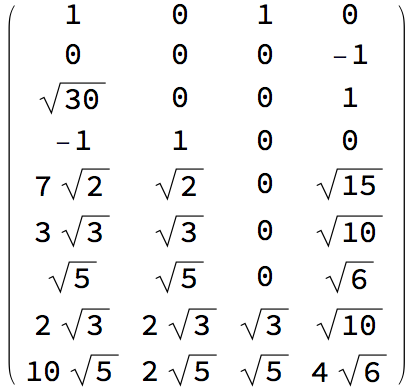 1 0 1 0
0 0 0 -1
√30 0 0 1
-1 1 0 0
7 √2 √2 0 √15
3 √3 √3 0 √10
√5 √5 0 √6
2 √3 2 √3 √3 √10
10 √5 2 √5 √5 4 √6